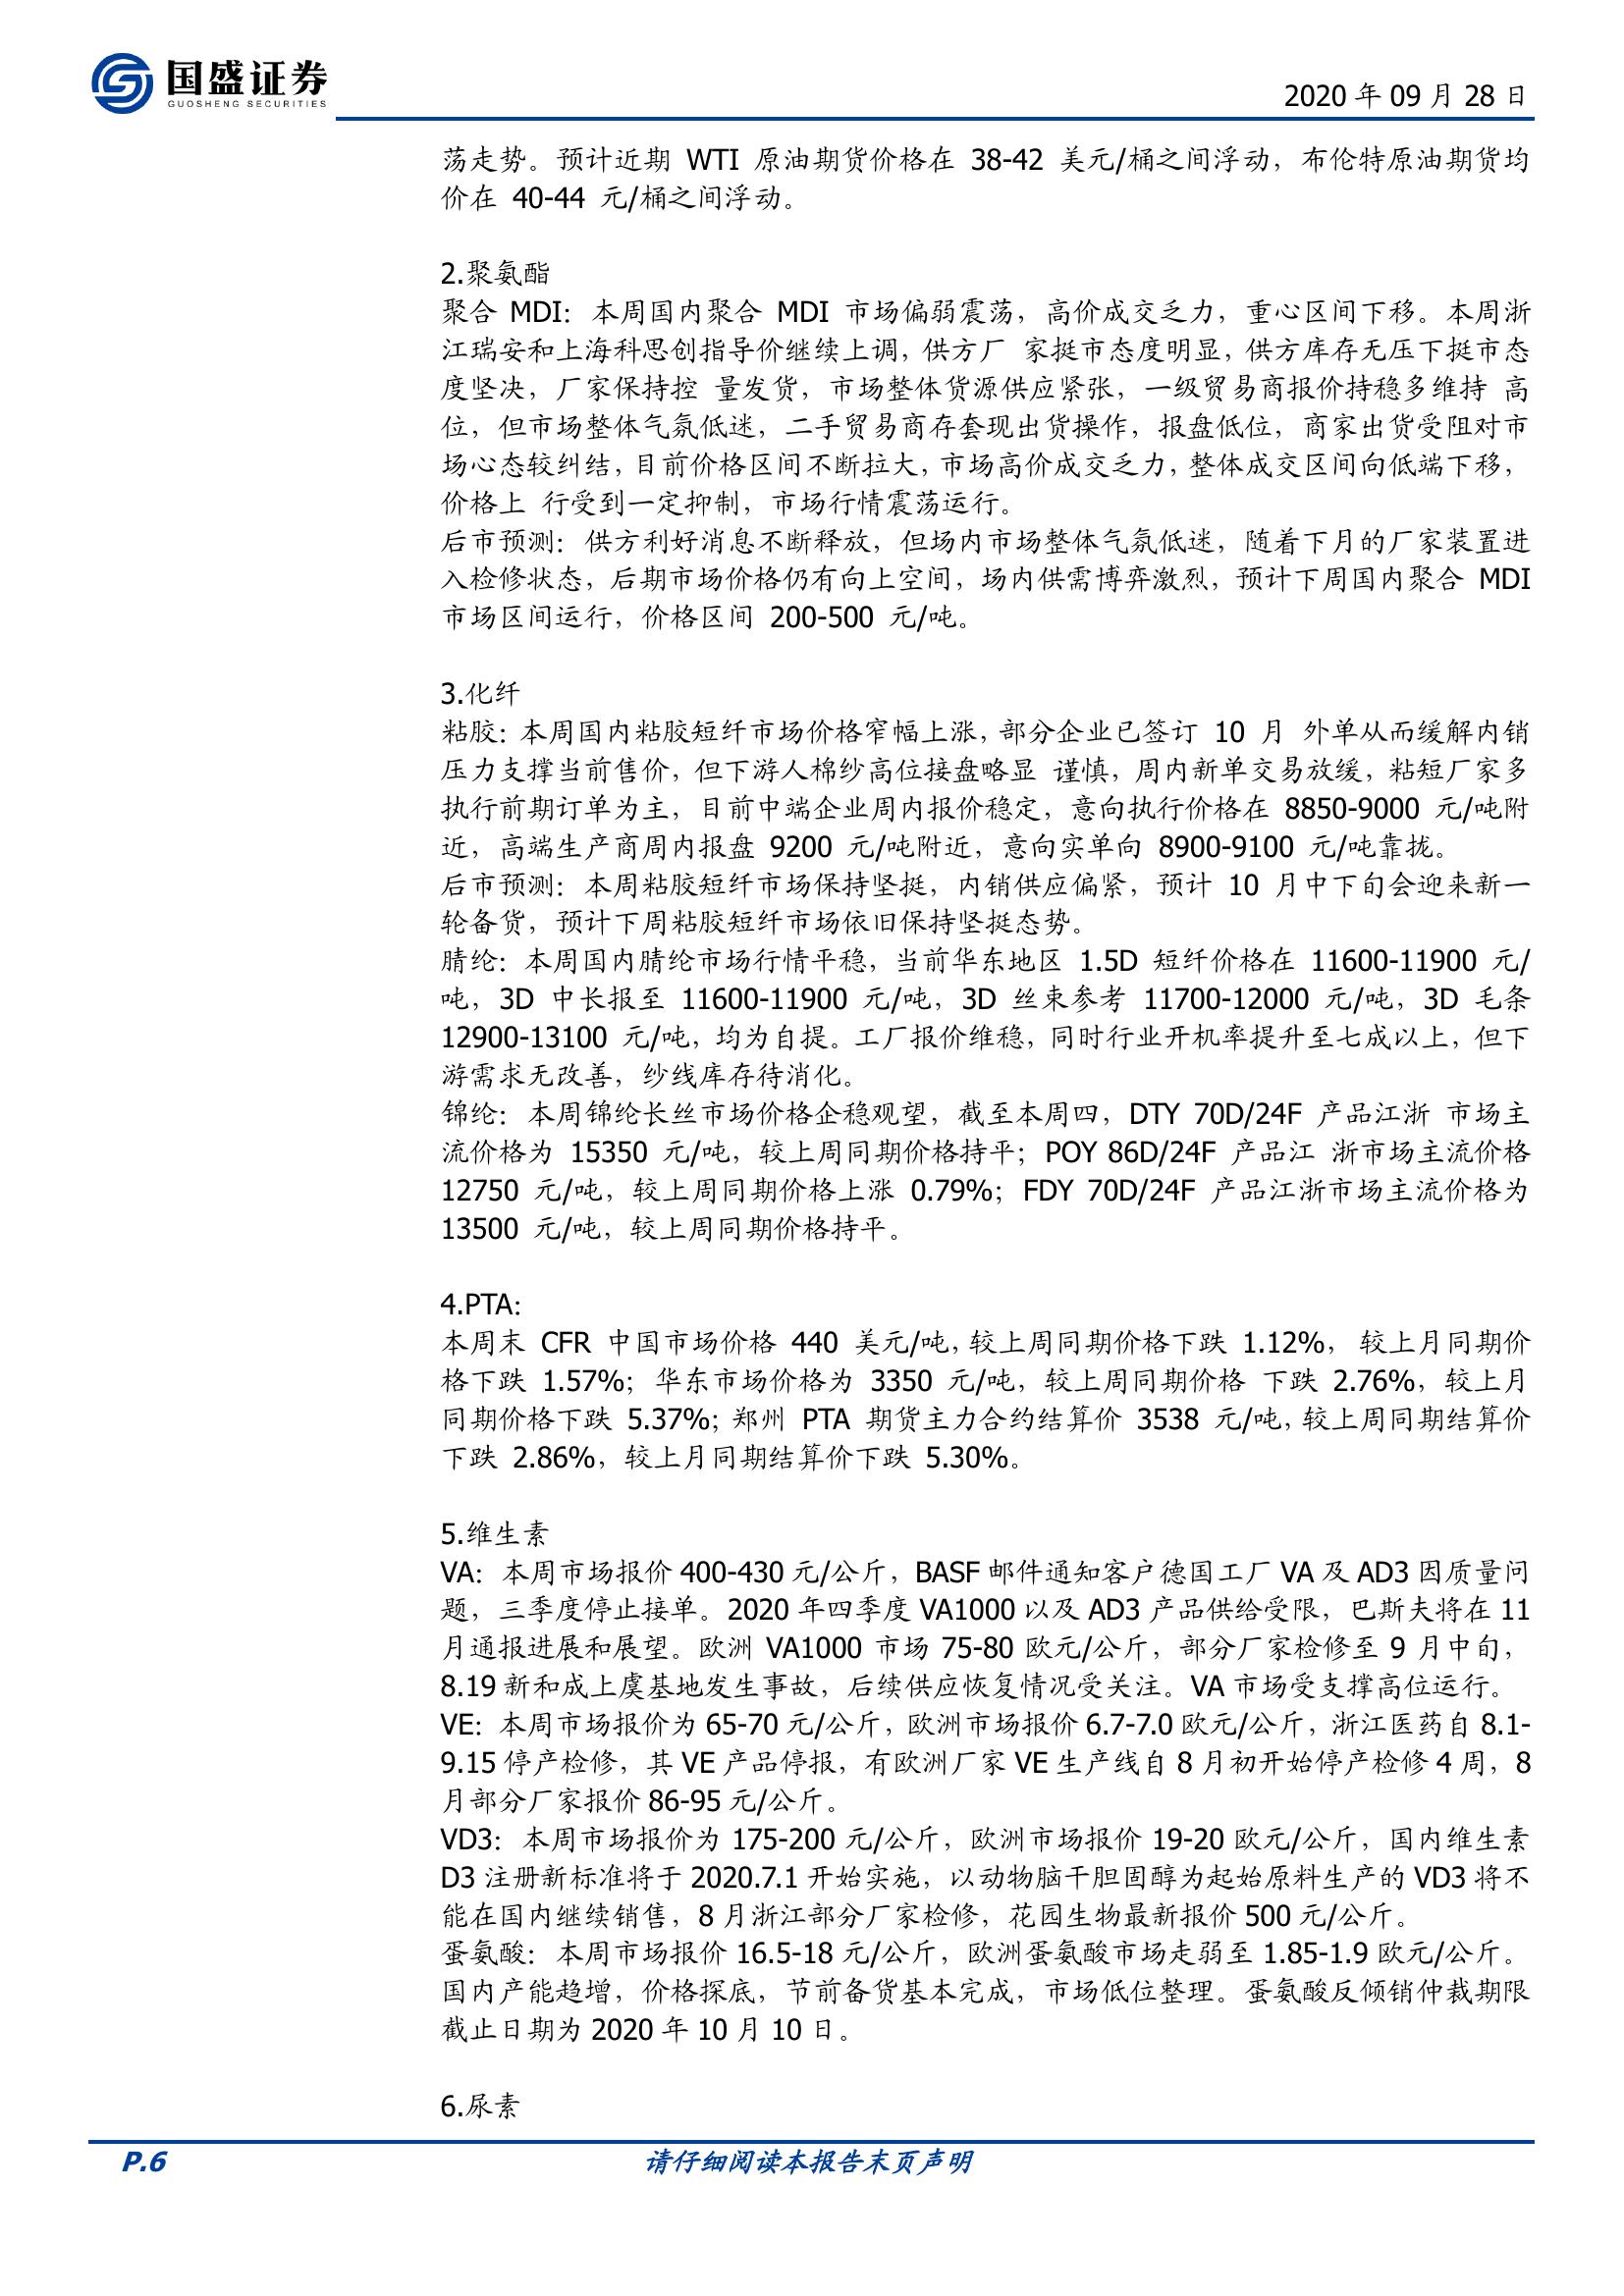 国盛证券
GUOSHENG SECURITIES
2020 年 09 月 28 日
荡走势。预计近期 WTI 原油期货价格在 38-42 美元/桶之间浮动，布伦特原油期货均
价在 40-44 元/桶之间浮动。
2.聚氨酯
聚合 MDI：本周国内聚合 MDI 市场偏弱震荡，高价成交乏力，重心区间下移。本周浙
江瑞安和上海科思创指导价继续上调，供方厂 家挺市态度明显，供方库存无压下挺市态
度坚决，厂家保持控 量发货，市场整体货源供应紧张，一级贸易商报价持稳多维持 高
位，但市场整体气氛低迷，二手贸易商存套现出货操作，报盘低位，商家出货受阻对市
场心态较纠结，目前价格区间不断拉大，市场高价成交乏力，整体成交区间向低端下移，
价格上 行受到一定抑制，市场行情震荡运行。
后市预测：供方利好消息不断释放，但场内市场整体气氛低迷，随着下月的厂家装置进
入检修状态，后期市场价格仍有向上空间，场内供需博弈激烈，预计下周国内聚合 MDI
市场区间运行，价格区间 200-500 元/吨。
3.化纤
粘胶：本周国内粘胶短纤市场价格窄幅上涨，部分企业已签订 10 月 外单从而缓解内销
压力支撑当前售价，但下游人棉纱高位接盘略显 谨慎，周内新单交易放缓，粘短厂家多
执行前期订单为主，目前中端企业周内报价稳定，意向执行价格在 8850-9000 元/吨附
近，高端生产商周内报盘 9200 元/吨附近，意向实单向 8900-9100 元/吨靠拢。
后市预测：本周粘胶短纤市场保持坚挺，内销供应偏紧，预计 10 月中下旬会迎来新一
轮备货，预计下周粘胶短纤市场依旧保持坚挺态势。
腈纶：本周国内腈纶市场行情平稳，当前华东地区 1.5D 短纤价格在 11600-11900 元/
吨，3D 中长报至 11600-11900 元/吨，3D 丝束参考 11700-12000 元/吨，3D 毛条
12900-13100 元/吨，均为自提。工厂报价维稳，同时行业开机率提升至七成以上，但下
游需求无改善，纱线库存待消化。
锦纶：本周锦纶长丝市场价格企稳观望，截至本周四，DTY 70D/24F 产品江浙 市场主
流价格为 15350 元/吨，较上周同期价格持平；POY 86D/24F 产品江 浙市场主流价格
12750 元/吨，较上周同期价格上涨 0.79%；FDY 70D/24F 产品江浙市场主流价格为
13500 元/吨，较上周同期价格持平。
4.PTA：
本周末 CFR 中国市场价格 440 美元/吨，较上周同期价格下跌 1.12%， 较上月同期价
格下跌 1.57%；华东市场价格为 3350 元/吨，较上周同期价格 下跌 2.76%，较上月
同期价格下跌 5.37%；郑州 PTA 期货主力合约结算价 3538 元/吨，较上周同期结算价
下跌 2.86%，较上月同期结算价下跌 5.30%。
5.维生素
VA：本周市场报价 400-430 元/公斤，BASF 邮件通知客户德国工厂 VA 及 AD3 因质量问
题，三季度停止接单。2020 年四季度 VA1000 以及 AD3 产品供给受限，巴斯夫将在 11
月通报进展和展望。欧洲 VA1000 市场 75-80 欧元/公斤，部分厂家检修至 9 月中旬，
8.19 新和成上虞基地发生事故，后续供应恢复情况受关注。VA 市场受支撑高位运行。
VE：本周市场报价为 65-70 元/公斤，欧洲市场报价 6.7-7.0 欧元/公斤，浙江医药自 8.1-
9.15 停产检修，其 VE 产品停报，有欧洲厂家 VE 生产线自 8 月初开始停产检修 4 周，8
月部分厂家报价 86-95 元/公斤。
VD3：本周市场报价为 175-200 元/公斤，欧洲市场报价 19-20 欧元/公斤，国内维生素
D3 注册新标准将于 2020.7.1 开始实施，以动物脑干胆固醇为起始原料生产的 VD3 将不
能在国内继续销售，8 月浙江部分厂家检修，花园生物最新报价 500 元/公斤。
蛋氨酸：本周市场报价 16.5-18 元/公斤，欧洲蛋氨酸市场走弱至 1.85-1.9 欧元/公斤。
国内产能趋增，价格探底，节前备货基本完成，市场低位整理。蛋氨酸反倾销仲裁期限
截止日期为 2020 年 10 月 10 日。
6.尿素
P.6
请仔细阅读本报告末页声明